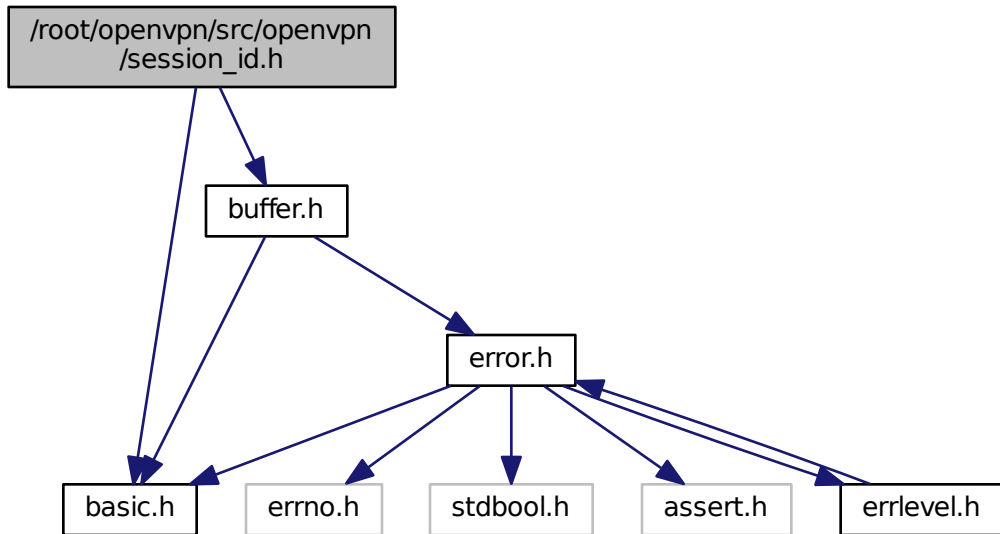 /root/openvpn/src/openvpn
/session_id.h
buffer.h
error.h
basic.h
errno.h
stdbool.h
assert.h
errlevel.h